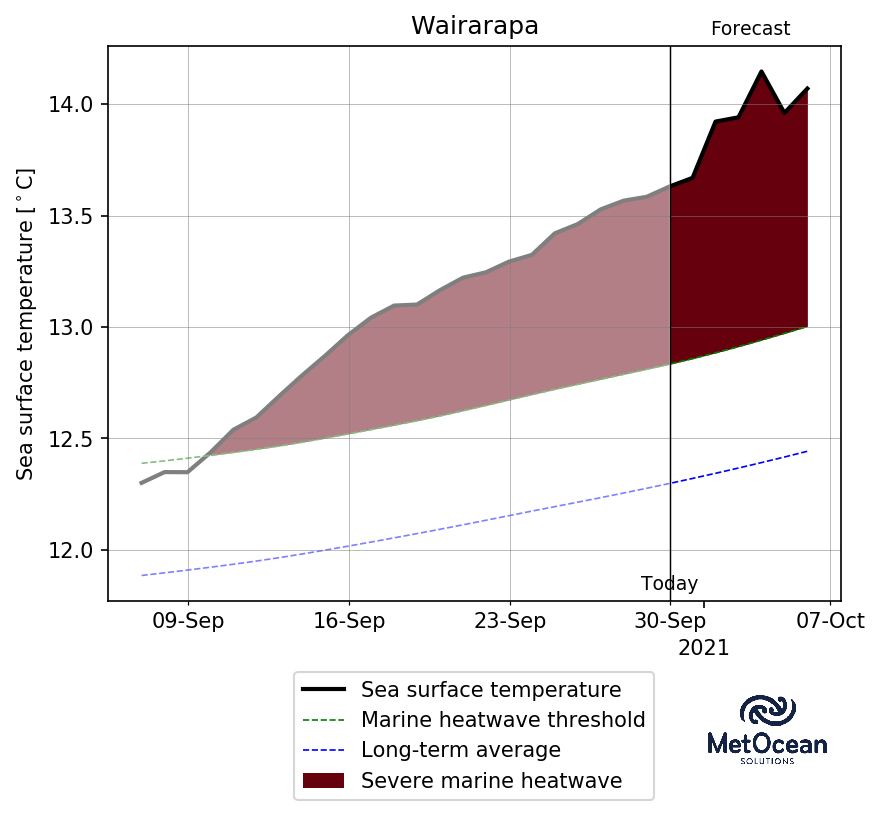 Wairarapa
Forecast
Sea surface temperature [°C]
14.0
13.5
13.0
12.5
12.0
Today
09-Sep 16-Sep 23-Sep 30-Sep 07-Oct
2021
Sea surface temperature
Marine heatwave threshold
Long-term average
Severe marine heatwave
MetOcean
SOLUTIONS